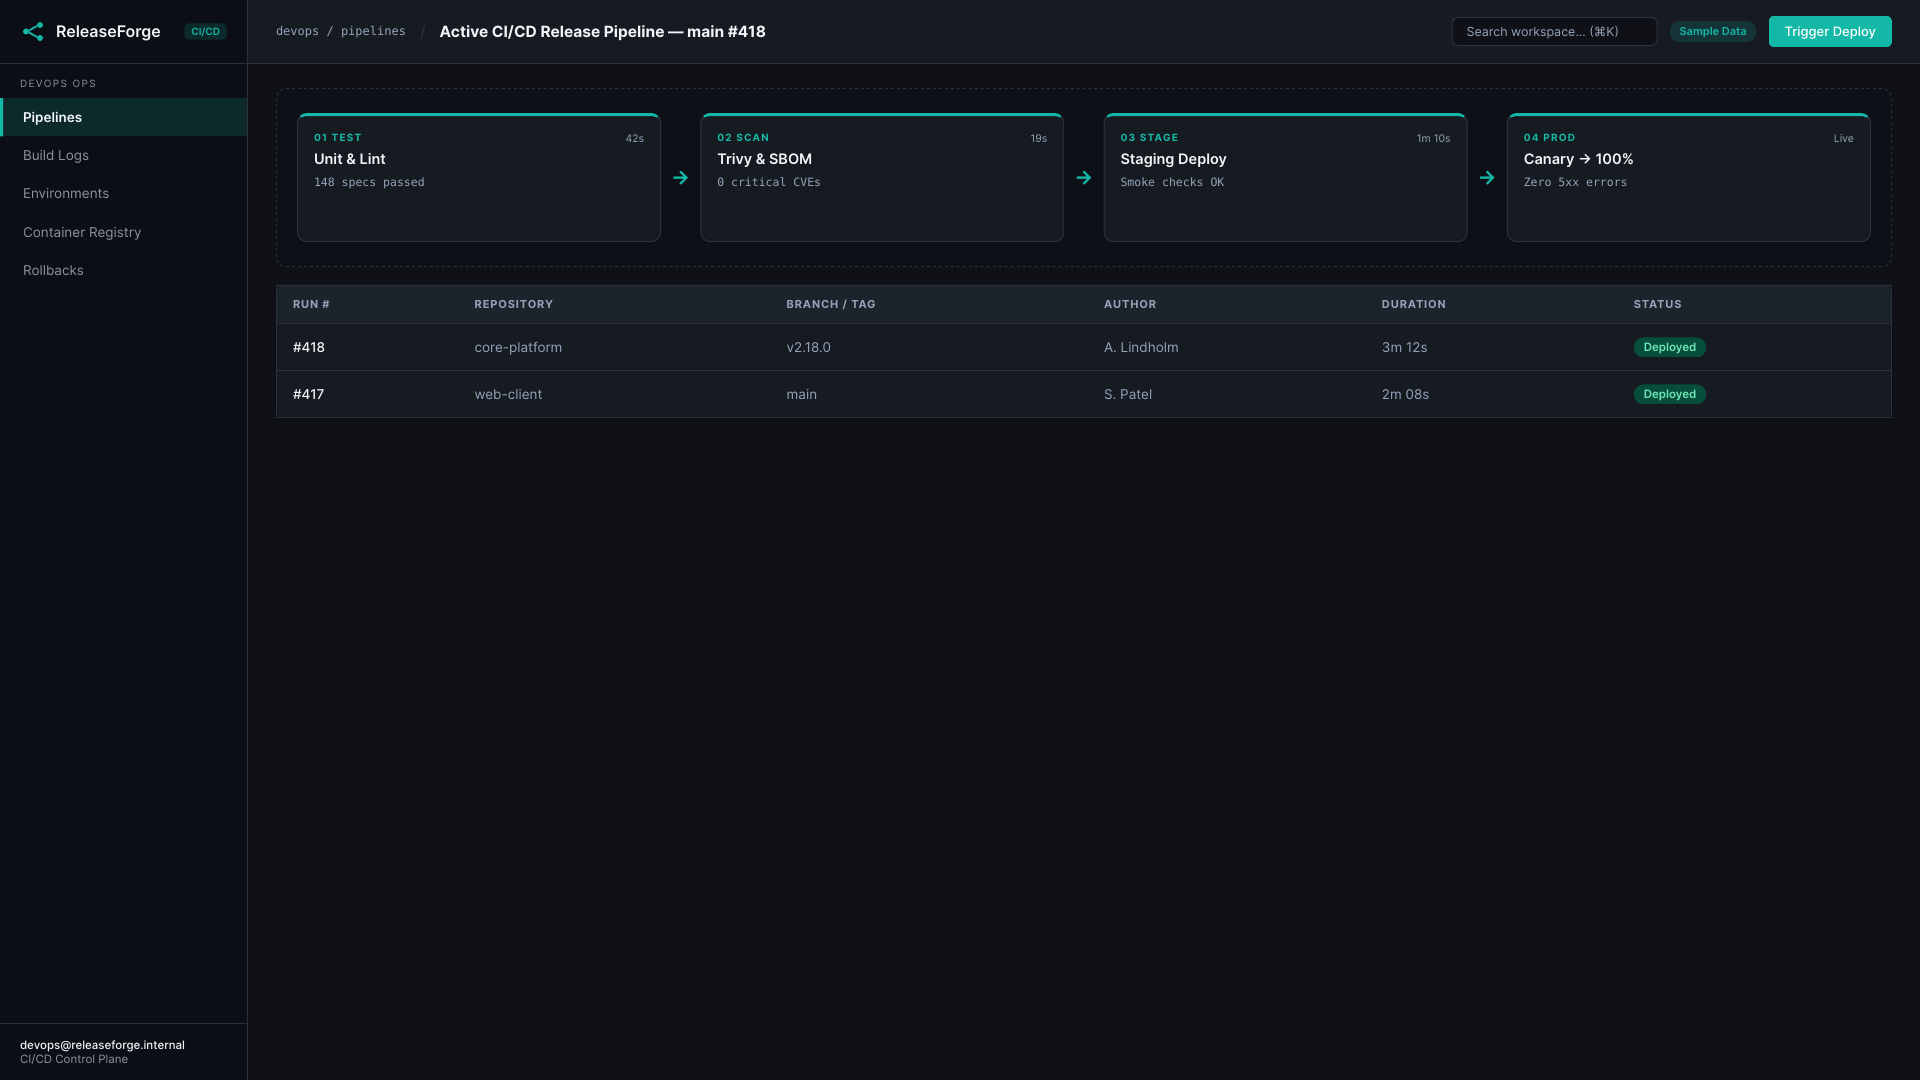 ReleaseForge CI/CD
DEVOPS OPS
Pipelines
Build Logs
Environments
Container Registry
Rollbacks
devops@releaseforge.internal
CI/CD Control Plane
devops / pipelines / Active CI/CD Release Pipeline — main #418
Search workspace... (⌘K) Sample Data Trigger Deploy
01 TEST 42s
Unit & Lint
148 specs passed
→
02 SCAN 19s
Trivy & SBOM
0 critical CVEs
→
03 STAGE 1m 10s
Staging Deploy
Smoke checks OK
→
04 PROD Live
Canary → 100%
Zero 5xx errors
RUN # REPOSITORY BRANCH / TAG AUTHOR DURATION STATUS
#418 core-platform v2.18.0 A. Lindholm 3m 12s Deployed
#417 web-client main S. Patel 2m 08s Deployed